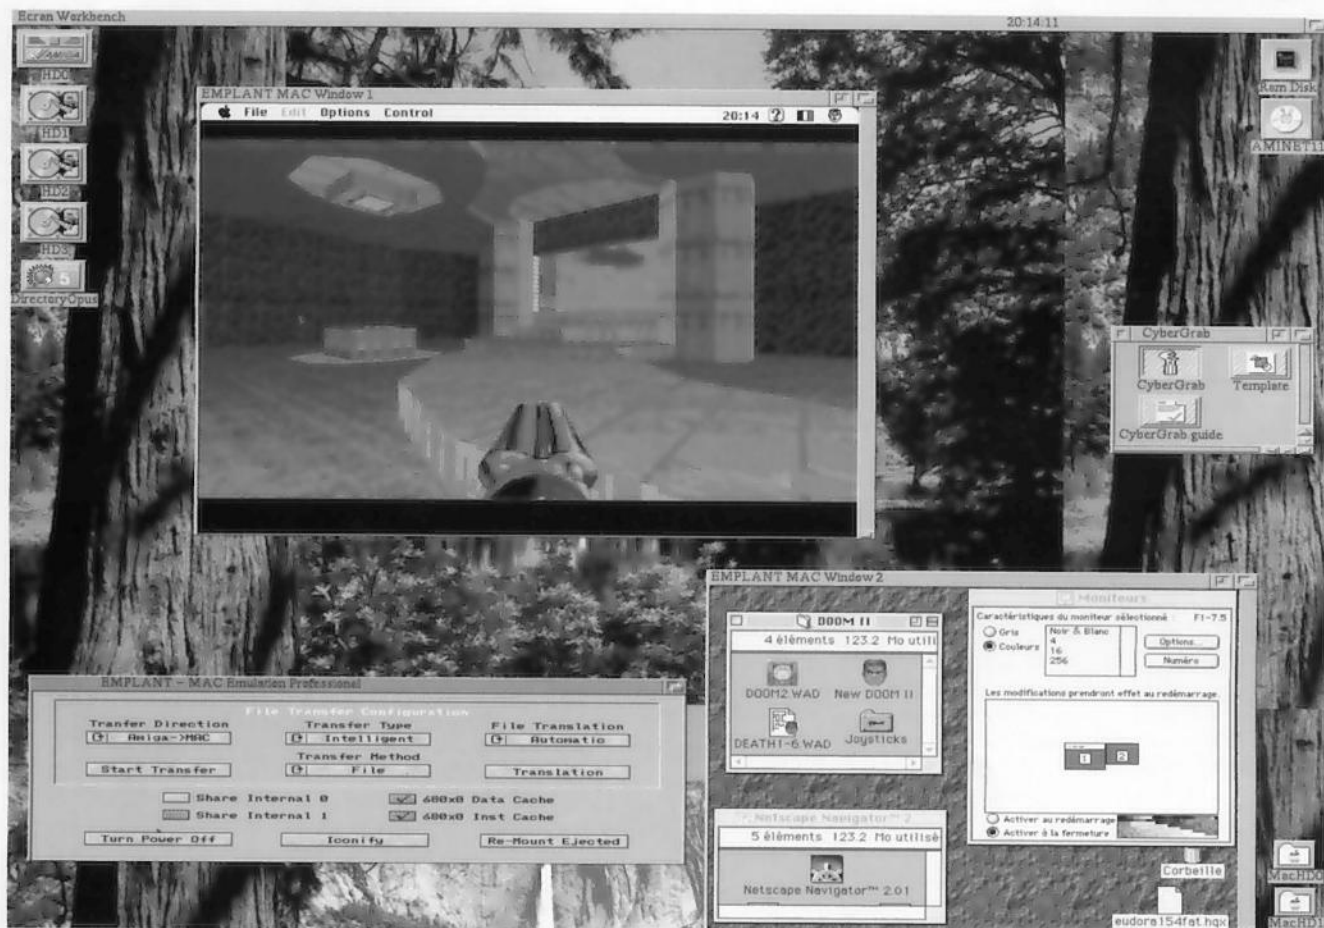 Ecran Workbench
20:14:11
HD0
HD1
HD2
HD3
5
DirectoryOpus
Ram Disk
AMINET11
EMPLANT MAC Window 1
File Edit Options Control
20:14
CyberGrab
CyberGrab
Template
CyberGrab guide
EMPLANT - MAC Emulation Professional
File Transfer Configuration
Tranfer Direction
Transfer Type
File Translation
Amiga->MAC
Intelligent
Automatic
Transfer Method
Start Transfer
File
Translation
Share Internal 0
680x0 Data Cache
Share Internal 1
680x0 Inst Cache
Turn Power Off
Iconify
Re-Mount Ejected
EMPLANT MAC Window 2
DOOM II
4 éléments 123.2 Mo utili
DOOM2.WAD
New DOOM II
DEATH1-6.WAD
Joysticks
Netscape Navigator™ 2
5 éléments 123.2 Mo utilisé
Netscape Navigator™ 2.01
Moniteurs
Caractéristiques du moniteur sélectionné :
F1-7.5
Gris
Couleurs
Noir & Blanc
4
16
256
Options...
Numéro
Les modifications prendront effet au redémarrage.
1
2
Activer au redémarrage
Activer à la fermeture
Corbeille
eudora154fat.hqx
MacHD0
MacHD1